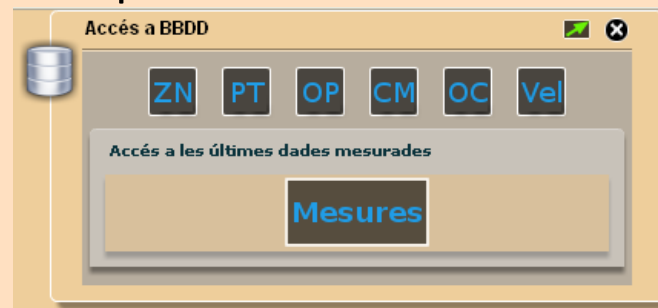 Accés a BBDD
ZN PT OP CM OC Vel
Accés a les últimes dades mesurades
Mesures